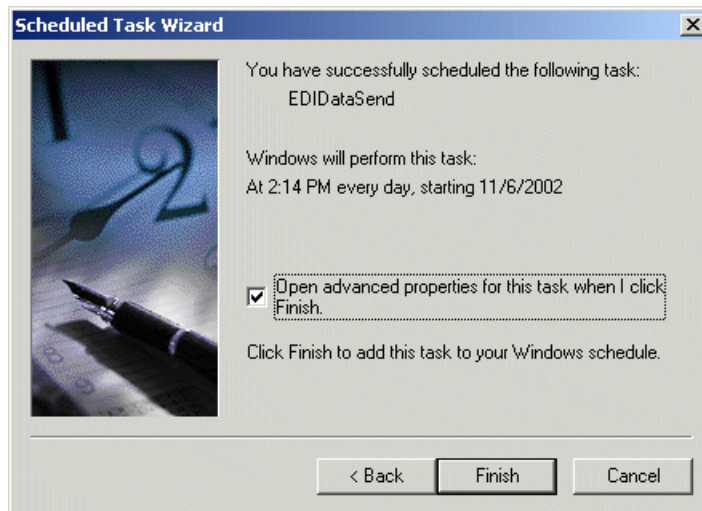 Scheduled Task Wizard
You have successfully scheduled the following task:
EDIDataSend
Windows will perform this task:
At 2:14 PM every day, starting 11/6/2002
Open advanced properties for this task when I click
Finish.
Click Finish to add this task to your Windows schedule.
< Back
Finish
Cancel